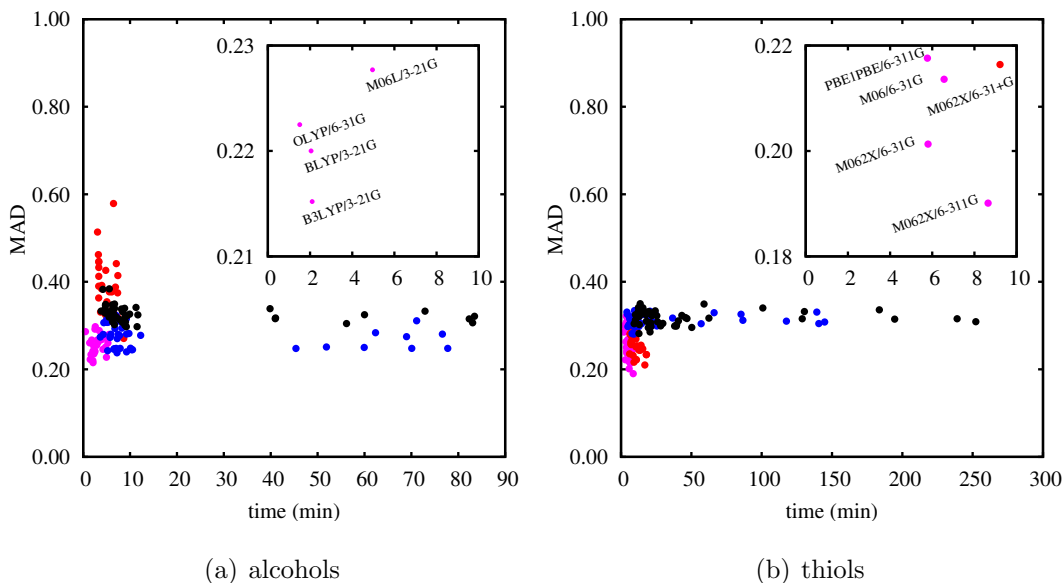 MAD
1.00
0.80
0.60
0.40
0.20
0.00
0 10 20 30 40 50 60 70 80 90
time (min)
0.23
0.22
0.21
0 2 4 6 8 10
M06L/3-21G
OLYP/6-31G
BLYP/3-21G
B3LYP/3-21G
(a) alcohols
MAD
1.00
0.80
0.60
0.40
0.20
0.00
0 50 100 150 200 250 300
time (min)
0.22
0.20
0.18
0 2 4 6 8 10
PBE1PBE/6-311G
M06/6-31G
M062X/6-31+G
M062X/6-31G
M062X/6-311G
(b) thiols